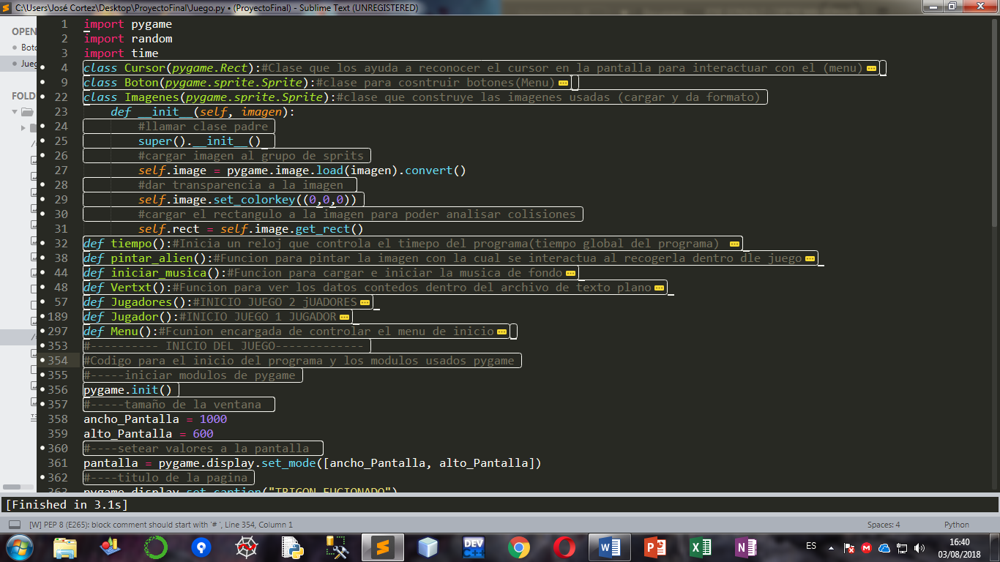 C:\Users\José Cortez\Desktop\ProyectoFinal\Juego.py • (ProyectoFinal) - Sublime Text (UNREGISTERED)
OPEN
Boto
Jueg
FOLD
1 import pygame
2 import random
3 import time
4 class Cursor(pygame.Rect):#Clase que los ayuda a reconocer el cursor en la pantalla para interactuar con el (menu)
9 class Boton(pygame.sprite.Sprite):#clase para cosntruir botones(Menu)
22 class Imagenes(pygame.sprite.Sprite):#clase que construye las imagenes usadas (cargar y da formato)
23 def __init__(self, imagen):
24 #llamar clase padre
25 super().__init__()
26 #cargar imagen al grupo de sprits
27 self.image = pygame.image.load(imagen).convert()
28 #dar transparencia a la imagen
29 self.image.set_colorkey((0,0,0))
30 #cargar el rectangulo a la imagen para poder analisar colisiones
31 self.rect = self.image.get_rect()
32 def tiempo():#Inicia un reloj que controla el timepo del programa(tiempo global del programa)
38 def pintar_alien():#Funcion para pintar la imagen con la cual se interactua al recogerla dentro dle juego
44 def iniciar_musica():#Funcion para cargar e iniciar la musica de fondo
48 def Vertxt():#Funcion para ver los datos contedos dentro del archivo de texto plano
57 def Jugadores():#INICIO JUEGO 2 jUADORES
189 def Jugador():#INICIO JUEGO 1 JUGADOR
297 def Menu():#Fcunion encargada de controlar el menu de inicio
353 #---------- INICIO DEL JUEGO-------------
354 #Codigo para el inicio del programa y los modulos usados pygame
355 #-----iniciar modulos de pygame
356 pygame.init()
357 #-----tamaño de la ventana
358 ancho_Pantalla = 1000
359 alto_Pantalla = 600
360 #----setear valores a la pantalla
361 pantalla = pygame.display.set_mode([ancho_Pantalla, alto_Pantalla])
362 #----titulo de la pagina
363 pygame.display.set_caption("TRIGON FUCIONADO")
[Finished in 3.1s]
[W] PEP 8 (E265): block comment should start with '# ', Line 354, Column 1
Spaces: 4
Python
DEV C++
ES
16:40
03/08/2018